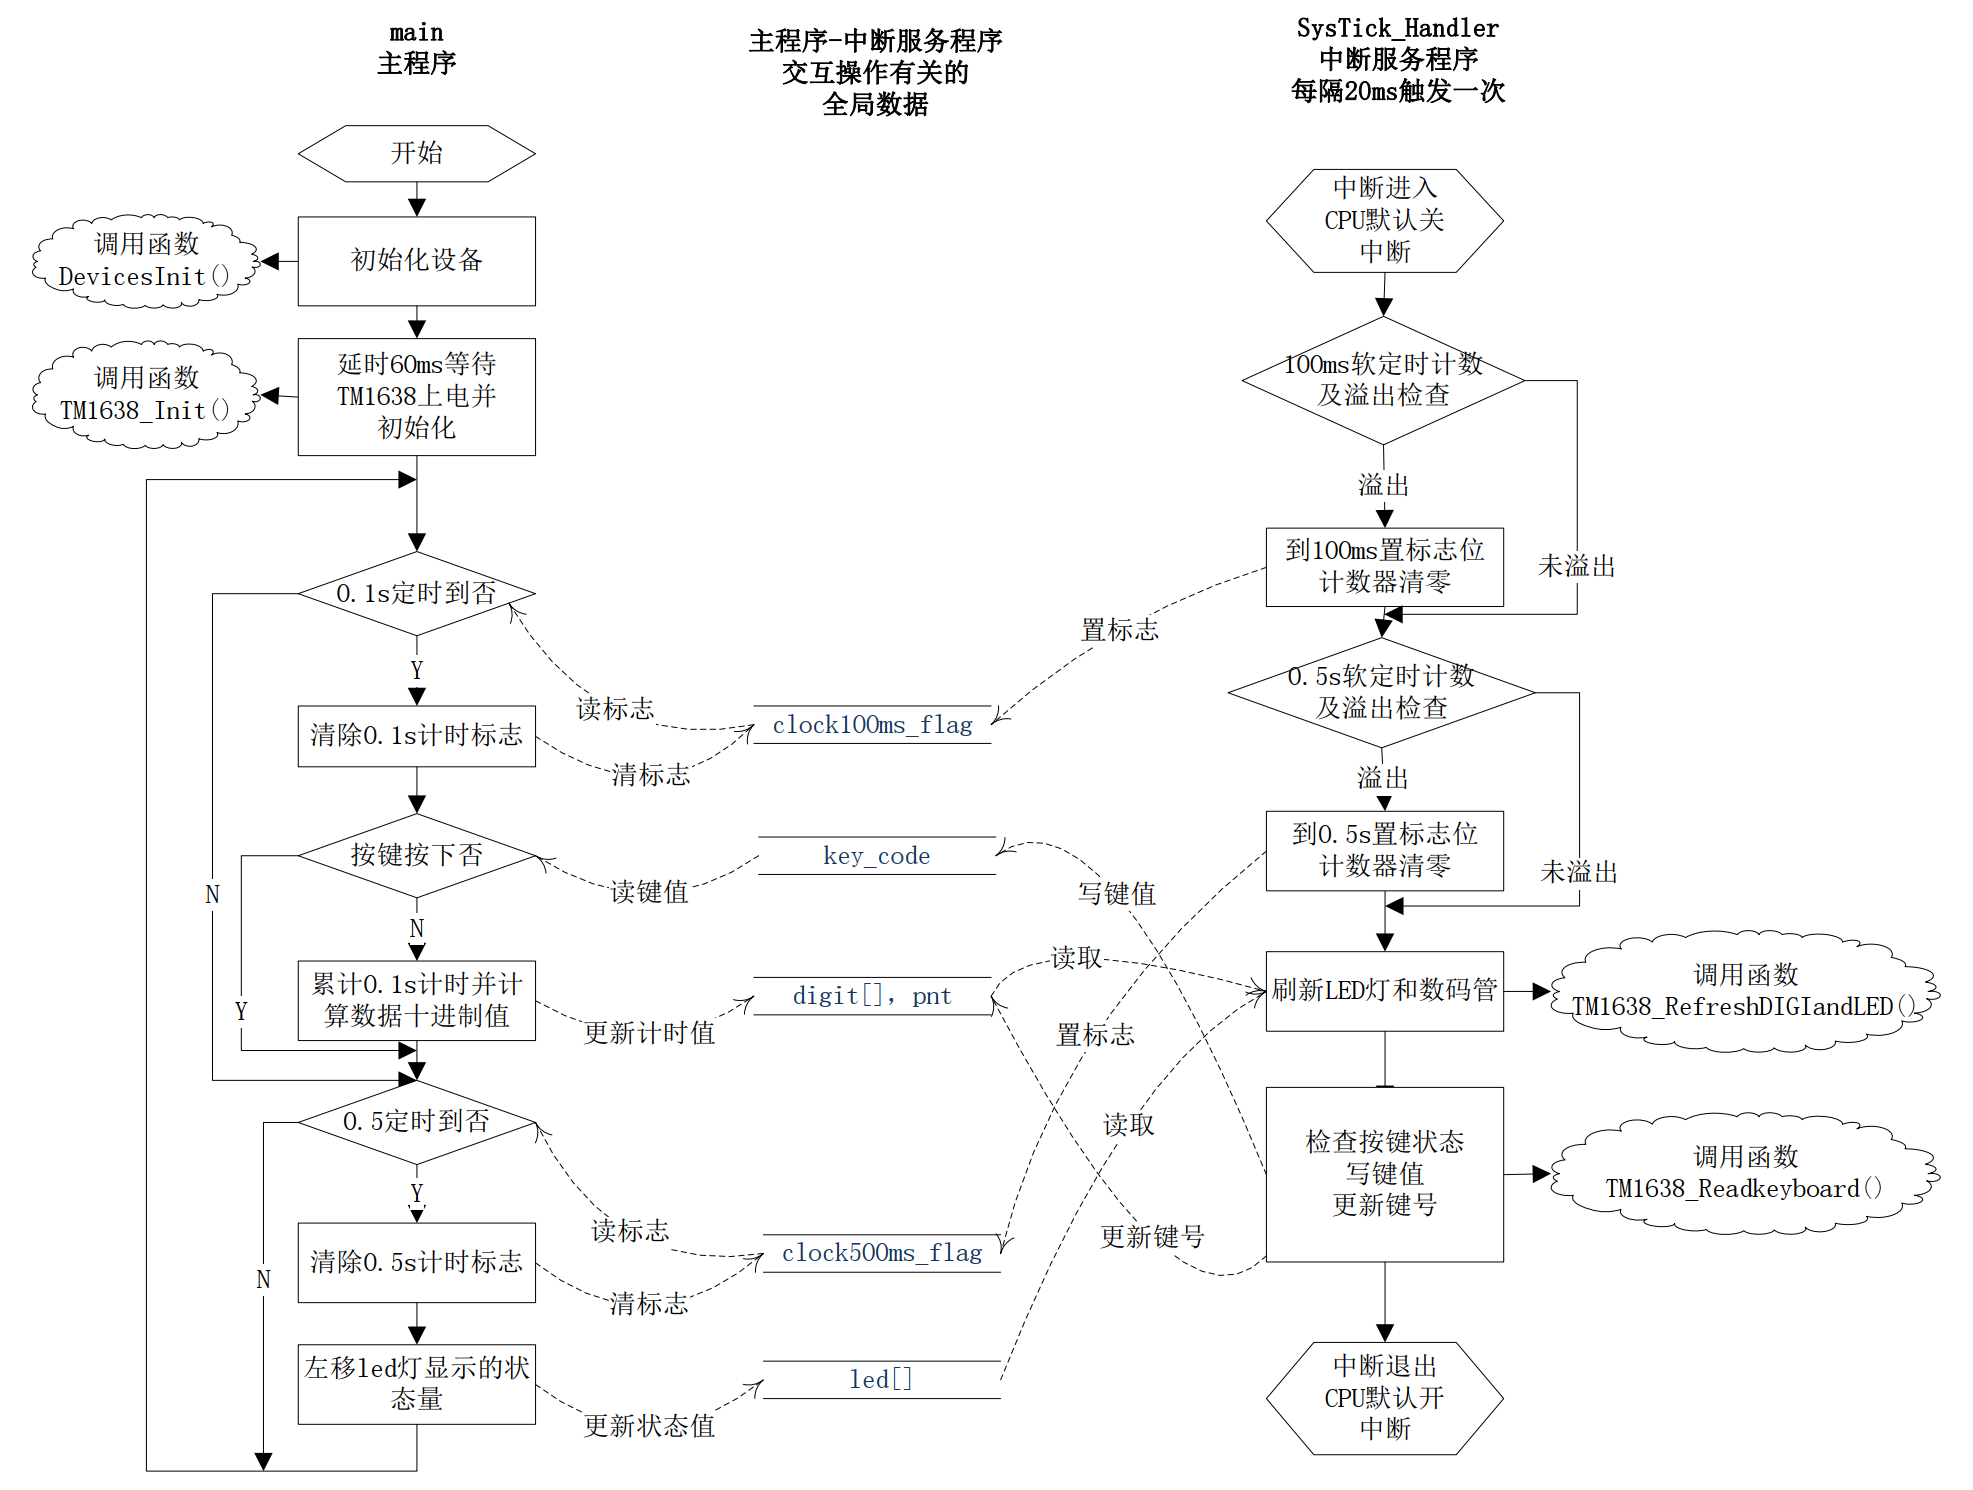 main
主程序
开始
调用函数
DevicesInit()
初始化设备
调用函数
TM1638_Init()
延时60ms等待
TM1638上电并
初始化
0.1s定时到否
Y
清除0.1s计时标志
按键按下否
N
N
Y
累计0.1s计时并计
算数据十进制值
0.5定时到否
Y
N
清除0.5s计时标志
左移led灯显示的状
态量
主程序-中断服务程序
交互操作有关的
全局数据
置标志
读标志
clock100ms_flag
清标志
key_code
读键值
写键值
读取
digit[], pnt
更新计时值
置标志
读取
读标志
更新键号
clock500ms_flag
清标志
led[]
更新状态值
SysTick_Handler
中断服务程序
每隔20ms触发一次
中断进入
CPU默认关
中断
100ms软定时计数
及溢出检查
溢出
到100ms置标志位
计数器清零
未溢出
0.5s软定时计数
及溢出检查
溢出
到0.5s置标志位
计数器清零
未溢出
刷新LED灯和数码管
调用函数
TM1638_RefreshDIGIandLED()
检查按键状态
写键值
更新键号
调用函数
TM1638_Readkeyboard()
中断退出
CPU默认开
中断